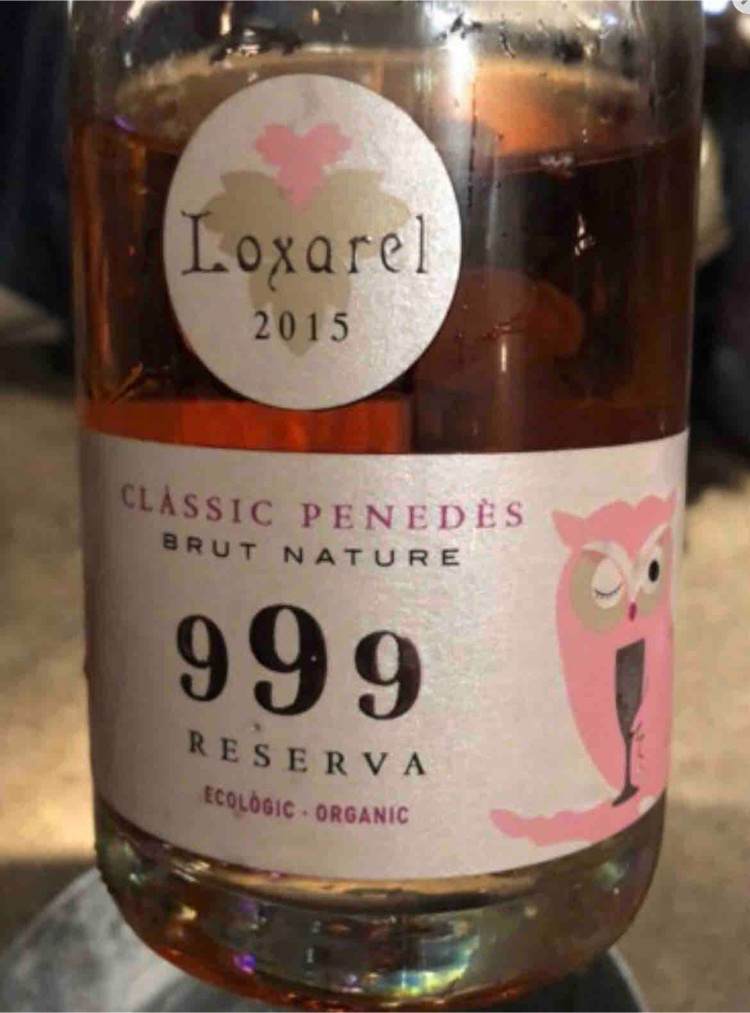 Loxarel
2015
CLÀSSIC PENEDÈS
BRUT NATURE
999
RESERVA
ECOLÒGIC · ORGANIC